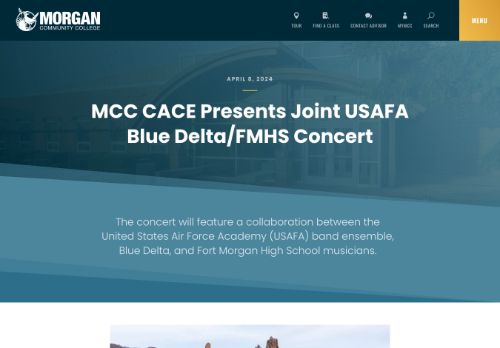 MORGAN
COMMUNITY COLLEGE
TOUR
FIND A CLASS
CONTACT ADVISOR
MYMCC
SEARCH
MENU
APRIL 8, 2024
MCC CACE Presents Joint USAFA
Blue Delta/FMHS Concert
The concert will feature a collaboration between the
United States Air Force Academy (USAFA) band ensemble,
Blue Delta, and Fort Morgan High School musicians.